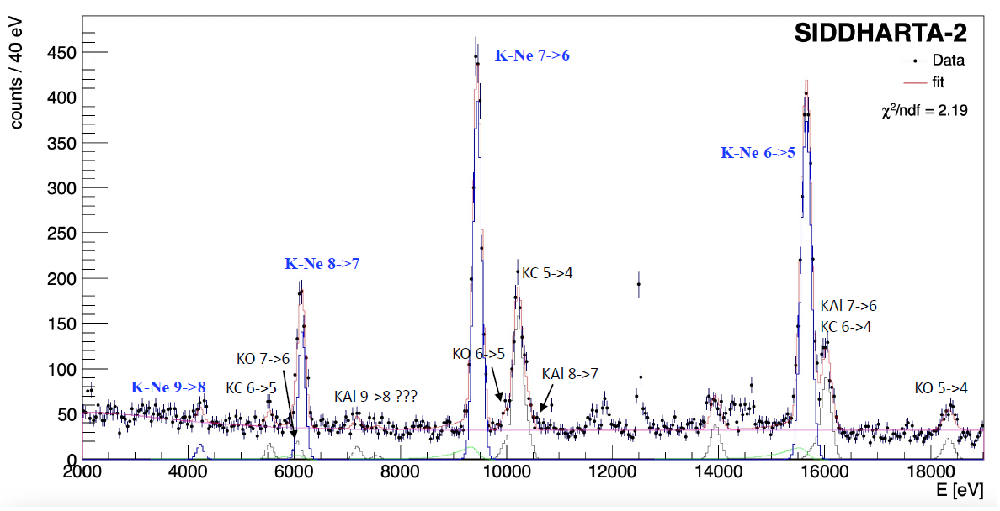 SIDDHARTA-2
Data
fit
χ²/ndf = 2.19
counts / 40 eV
450
400
350
300
250
200
150
100
50
0
K-Ne 7->6
K-Ne 6->5
K-Ne 8->7
KC 5->4
KAl 7->6
KC 6->4
KO 7->6
KO 6->5
KAl 8->7
K-Ne 9->8
KC 6->5
KAl 9->8 ???
KO 5->4
2000 4000 6000 8000 10000 12000 14000 16000 18000
E [eV]